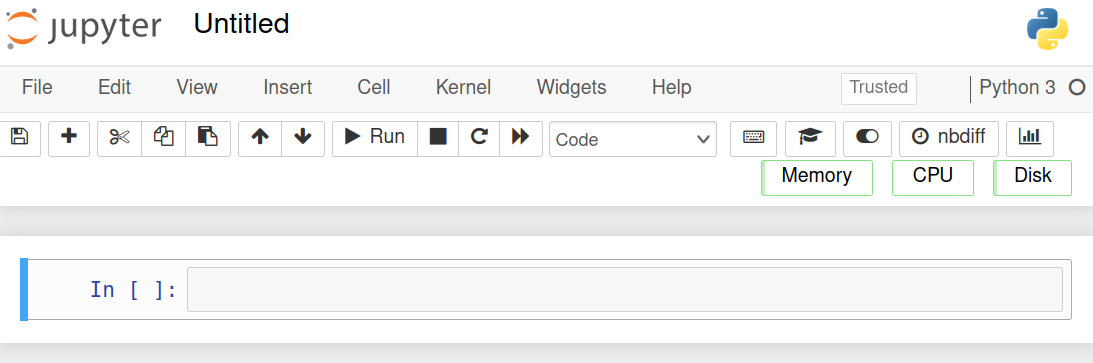 jupyter Untitled
File Edit View Insert Cell Kernel Widgets Help Trusted Python 3
Run Code nbdiff
Memory CPU Disk
In [ ]: